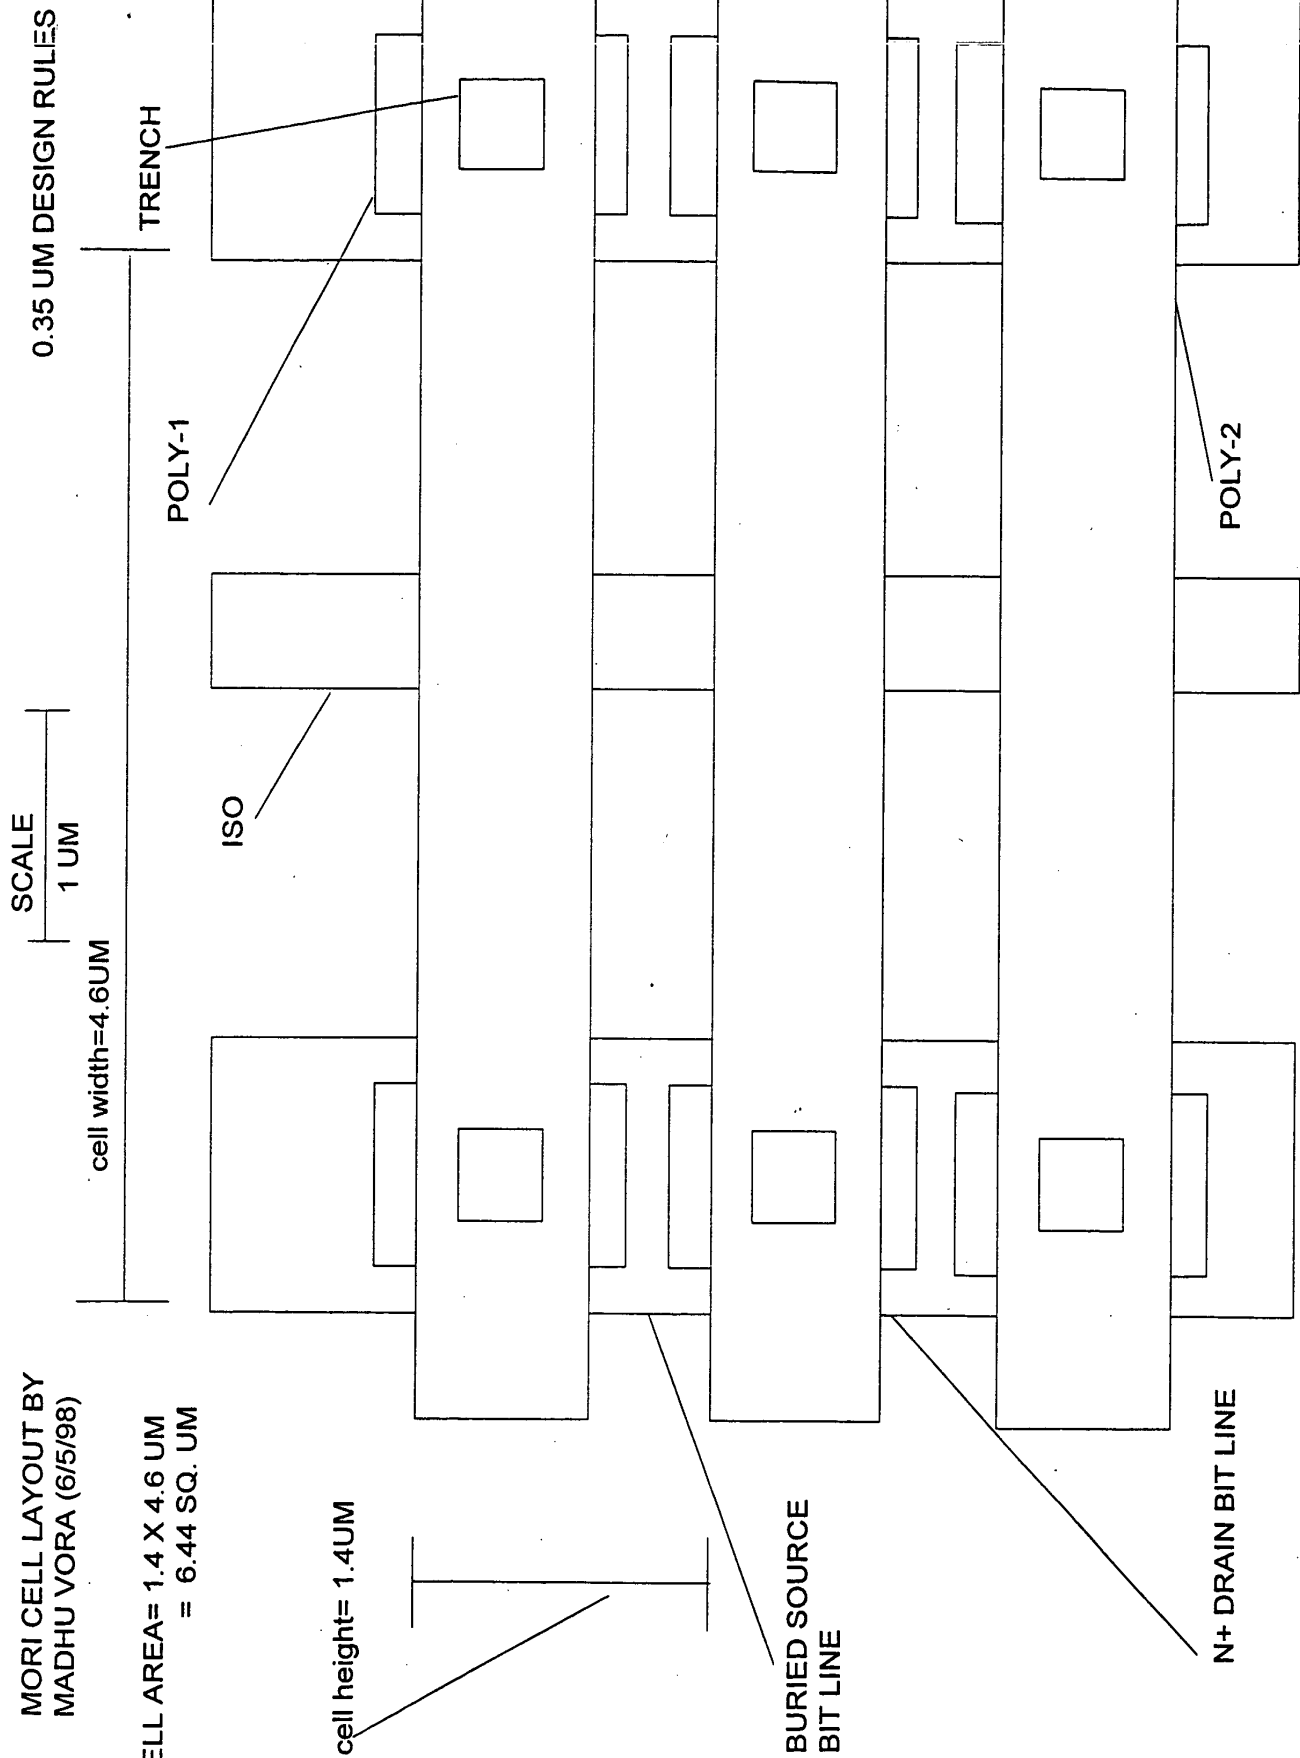 MORI CELL LAYOUT BY
MADHU VORA (6/5/98)
SCALE
1 UM
0.35 UM DESIGN RULES
ELL AREA= 1.4 X 4.6 UM
= 6.44 SQ. UM
cell width=4.6UM
TRENCH
POLY-1
ISO
cell height= 1.4UM
BURIED SOURCE
BIT LINE
N+ DRAIN BIT LINE
POLY-2